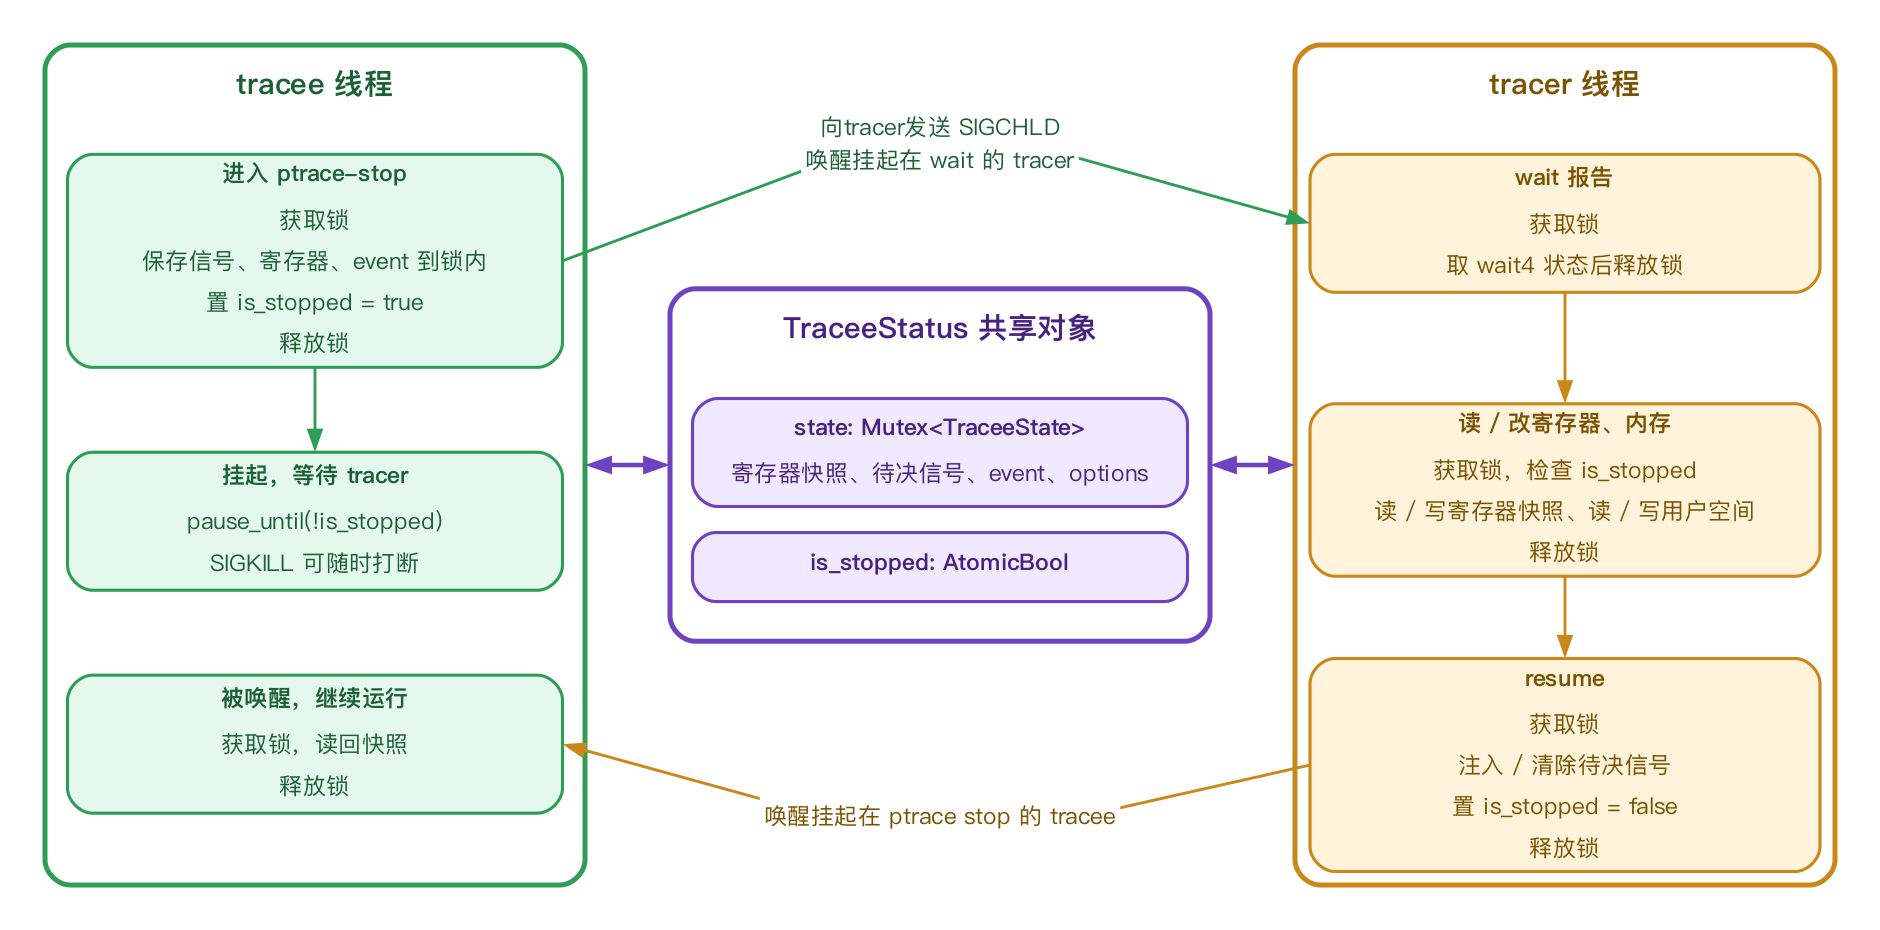 tracee 线程
进入 ptrace-stop
获取锁
保存信号、寄存器、event 到锁内
置 is_stopped = true
释放锁
挂起，等待 tracer
pause_until(!is_stopped)
SIGKILL 可随时打断
被唤醒，继续运行
获取锁，读回快照
释放锁
向tracer发送 SIGCHLD
唤醒挂起在 wait 的 tracer
TraceeStatus 共享对象
state: Mutex<TraceeState>
寄存器快照、待决信号、event、options
is_stopped: AtomicBool
唤醒挂起在 ptrace stop 的 tracee
tracer 线程
wait 报告
获取锁
取 wait4 状态后释放锁
读 / 改寄存器、内存
获取锁，检查 is_stopped
读 / 写寄存器快照、读 / 写用户空间
释放锁
resume
获取锁
注入 / 清除待决信号
置 is_stopped = false
释放锁